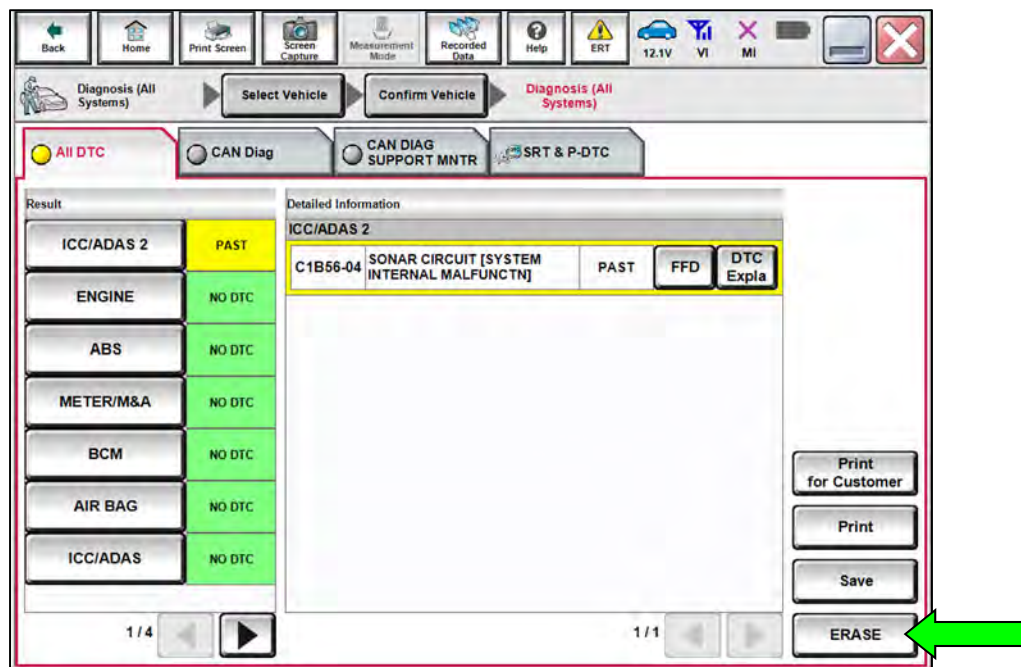 Back
Home
Print Screen
Screen
Capture
Measurement
Mode
Recorded
Data
Help
ERT
12.1V
VI
MI
Diagnosis (All
Systems)
Select Vehicle
Confirm Vehicle
Diagnosis (All
Systems)
All DTC
CAN Diag
CAN DIAG
SUPPORT MNTR
SRT & P-DTC
Result
Detailed Information
ICC/ADAS 2
PAST
ICC/ADAS 2
C1B56-04
SONAR CIRCUIT [SYSTEM
INTERNAL MALFUNCTN]
PAST
FFD
DTC
Expla
ENGINE
NO DTC
ABS
NO DTC
METER/M&A
NO DTC
BCM
NO DTC
AIR BAG
NO DTC
ICC/ADAS
NO DTC
Print
for Customer
Print
Save
ERASE
1 / 4
1 / 1